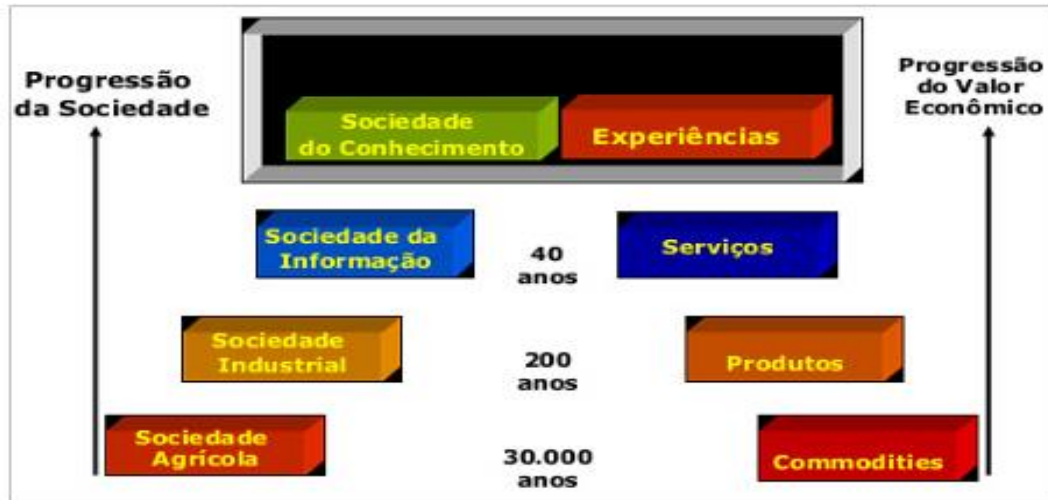 Progressão
da Sociedade
Progressão
do Valor
Econômico
Sociedade
do Conhecimento
Experiências
Sociedade da
Informação
40
anos
Serviços
Sociedade
Industrial
200
anos
Produtos
Sociedade
Agrícola
30.000
anos
Commodities